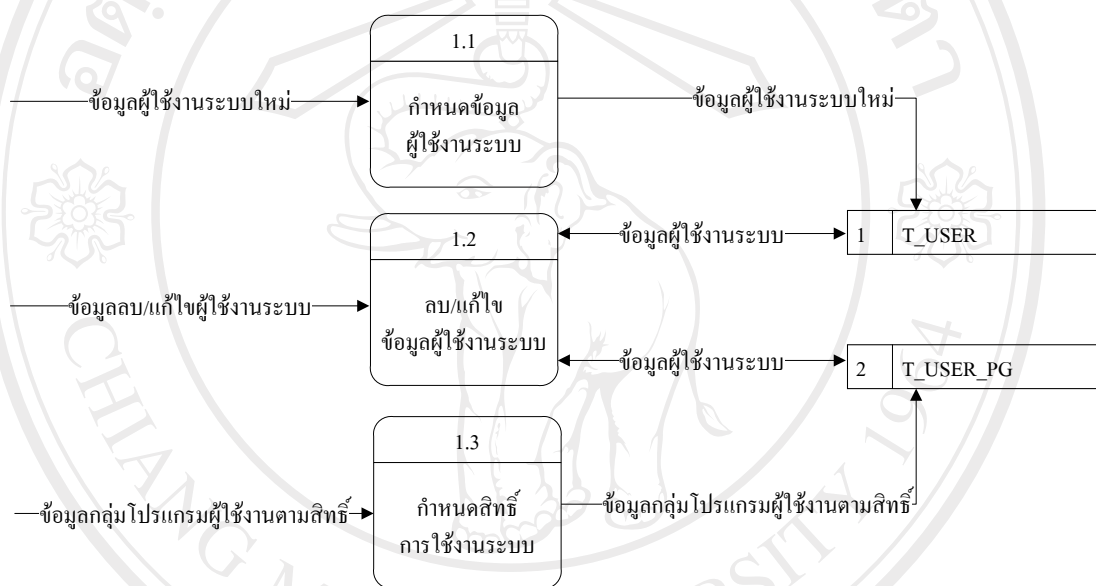 1.1
ข้อมูลผู้ใช้งานระบบใหม่
กำหนดข้อมูล
ผู้ใช้งานระบบ
ข้อมูลผู้ใช้งานระบบใหม่
1.2
ข้อมูลผู้ใช้งานระบบ
1 T_USER
ข้อมูลลบ/แก้ไขผู้ใช้งานระบบ
ลบ/แก้ไข
ข้อมูลผู้ใช้งานระบบ
ข้อมูลผู้ใช้งานระบบ
2 T_USER_PG
1.3
ข้อมูลกลุ่มโปรแกรมผู้ใช้งานตามสิทธิ์
กำหนดสิทธิ์
การใช้งานระบบ
ข้อมูลกลุ่มโปรแกรมผู้ใช้งานตามสิทธิ์